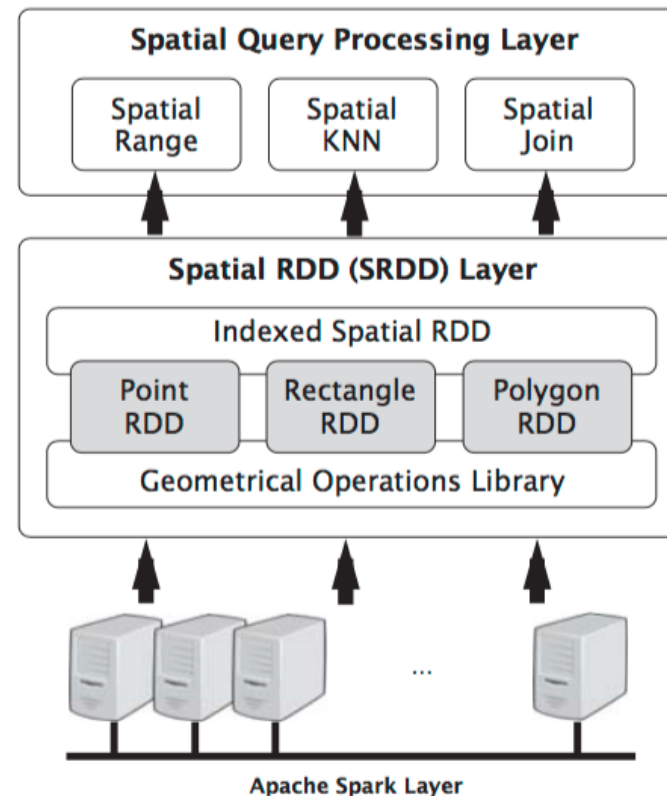 Spatial Query Processing Layer
Spatial
Range
Spatial
KNN
Spatial
Join
Spatial RDD (SRDD) Layer
Indexed Spatial RDD
Point
RDD
Rectangle
RDD
Polygon
RDD
Geometrical Operations Library
...
Apache Spark Layer